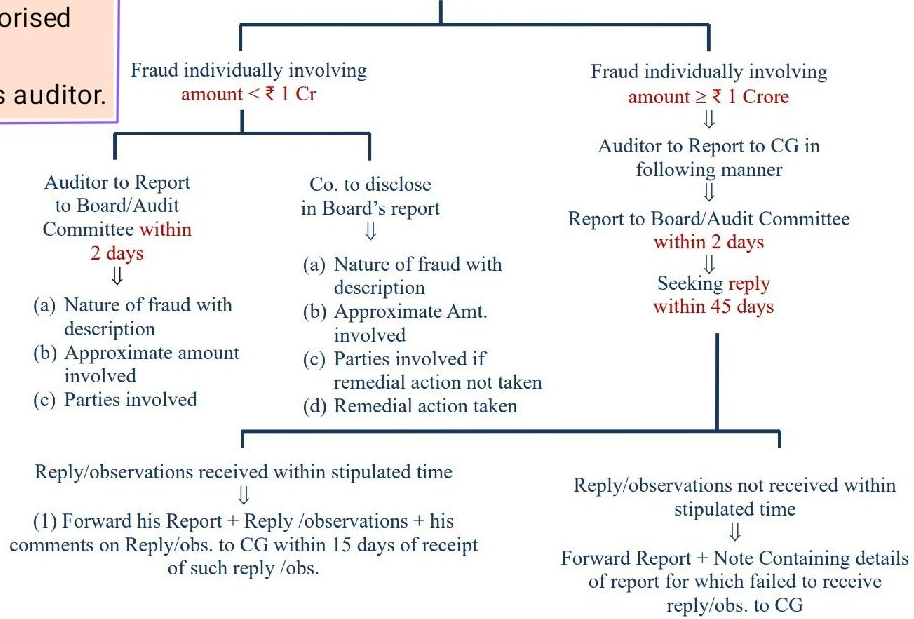 orised
s auditor.
Fraud individually involving
amount < ₹ 1 Cr
Auditor to Report
to Board/Audit
Committee within
2 days
⇓
(a) Nature of fraud with
description
(b) Approximate amount
involved
(c) Parties involved
Co. to disclose
in Board's report
⇓
(a) Nature of fraud with
description
(b) Approximate Amt.
involved
(c) Parties involved if
remedial action not taken
(d) Remedial action taken
Fraud individually involving
amount ≥ ₹ 1 Crore
⇓
Auditor to Report to CG in
following manner
⇓
Report to Board/Audit Committee
within 2 days
⇓
Seeking reply
within 45 days
Reply/observations received within stipulated time
⇓
(1) Forward his Report + Reply /observations + his
comments on Reply/obs. to CG within 15 days of receipt
of such reply /obs.
Reply/observations not received within
stipulated time
⇓
Forward Report + Note Containing details
of report for which failed to receive
reply/obs. to CG